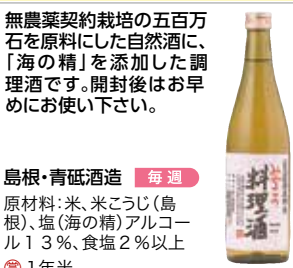 無農薬契約栽培の五百万
石を原料にした自然酒に、
「海の精」を添加した調
理酒です。開封後はお早
めにお使い下さい。
島根・青砥酒造 毎週
原材料:米、米こうじ(島
根)、塩(海の精)アルコー
ル13%、食塩2%以上
賞 1年半
料理酒